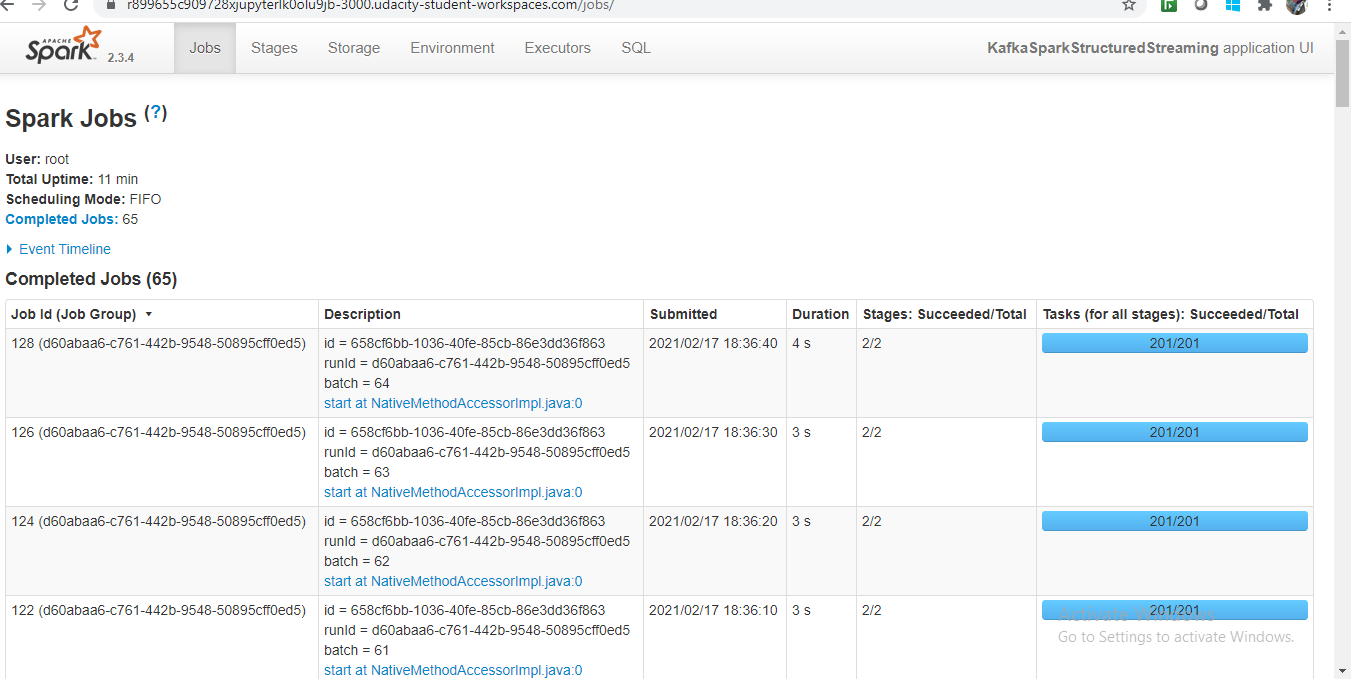 r899655c909728xjupyterlk0olu9jb-3000.udacity-student-workspaces.com/jobs/
APACHE Spark 2.3.4 Jobs Stages Storage Environment Executors SQL KafkaSparkStructuredStreaming application UI
Spark Jobs (?)
User: root
Total Uptime: 11 min
Scheduling Mode: FIFO
Completed Jobs: 65
Event Timeline
Completed Jobs (65)
Job Id (Job Group) Description Submitted Duration Stages: Succeeded/Total Tasks (for all stages): Succeeded/Total
128 (d60abaa6-c761-442b-9548-50895cff0ed5) id = 658cf6bb-1036-40fe-85cb-86e3dd36f863 2021/02/17 18:36:40 4 s 2/2 201/201
runId = d60abaa6-c761-442b-9548-50895cff0ed5
batch = 64
start at NativeMethodAccessorImpl.java:0
126 (d60abaa6-c761-442b-9548-50895cff0ed5) id = 658cf6bb-1036-40fe-85cb-86e3dd36f863 2021/02/17 18:36:30 3 s 2/2 201/201
runId = d60abaa6-c761-442b-9548-50895cff0ed5
batch = 63
start at NativeMethodAccessorImpl.java:0
124 (d60abaa6-c761-442b-9548-50895cff0ed5) id = 658cf6bb-1036-40fe-85cb-86e3dd36f863 2021/02/17 18:36:20 3 s 2/2 201/201
runId = d60abaa6-c761-442b-9548-50895cff0ed5
batch = 62
start at NativeMethodAccessorImpl.java:0
122 (d60abaa6-c761-442b-9548-50895cff0ed5) id = 658cf6bb-1036-40fe-85cb-86e3dd36f863 2021/02/17 18:36:10 3 s 2/2 201/201
Activate Windows
runId = d60abaa6-c761-442b-9548-50895cff0ed5
Go to Settings to activate Windows.
batch = 61
start at NativeMethodAccessorImpl.java:0